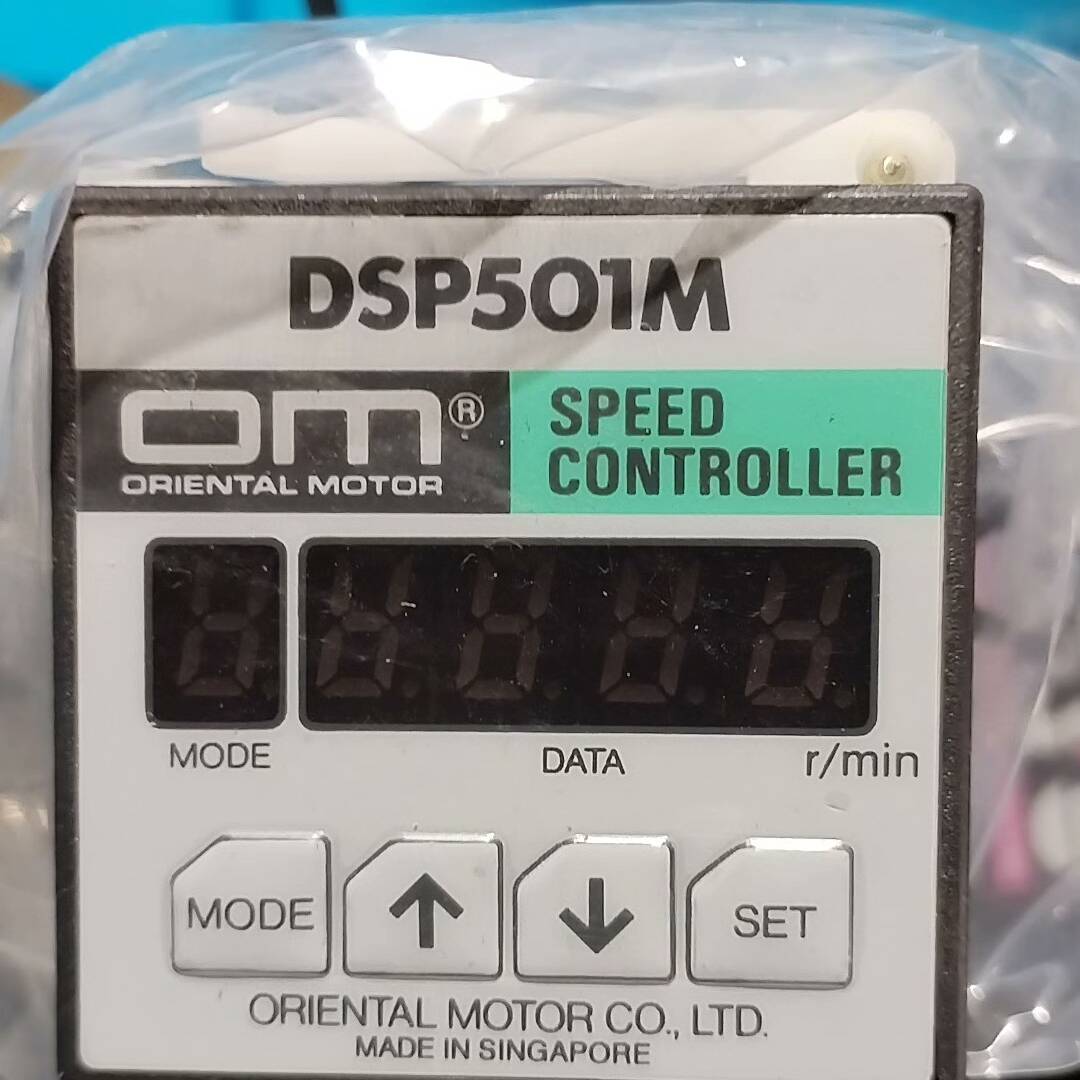 DSP501M
om®
ORIENTAL MOTOR
SPEED
CONTROLLER
MODE DATA r/min
MODE ↑ ↓ SET
ORIENTAL MOTOR CO., LTD.
MADE IN SINGAPORE